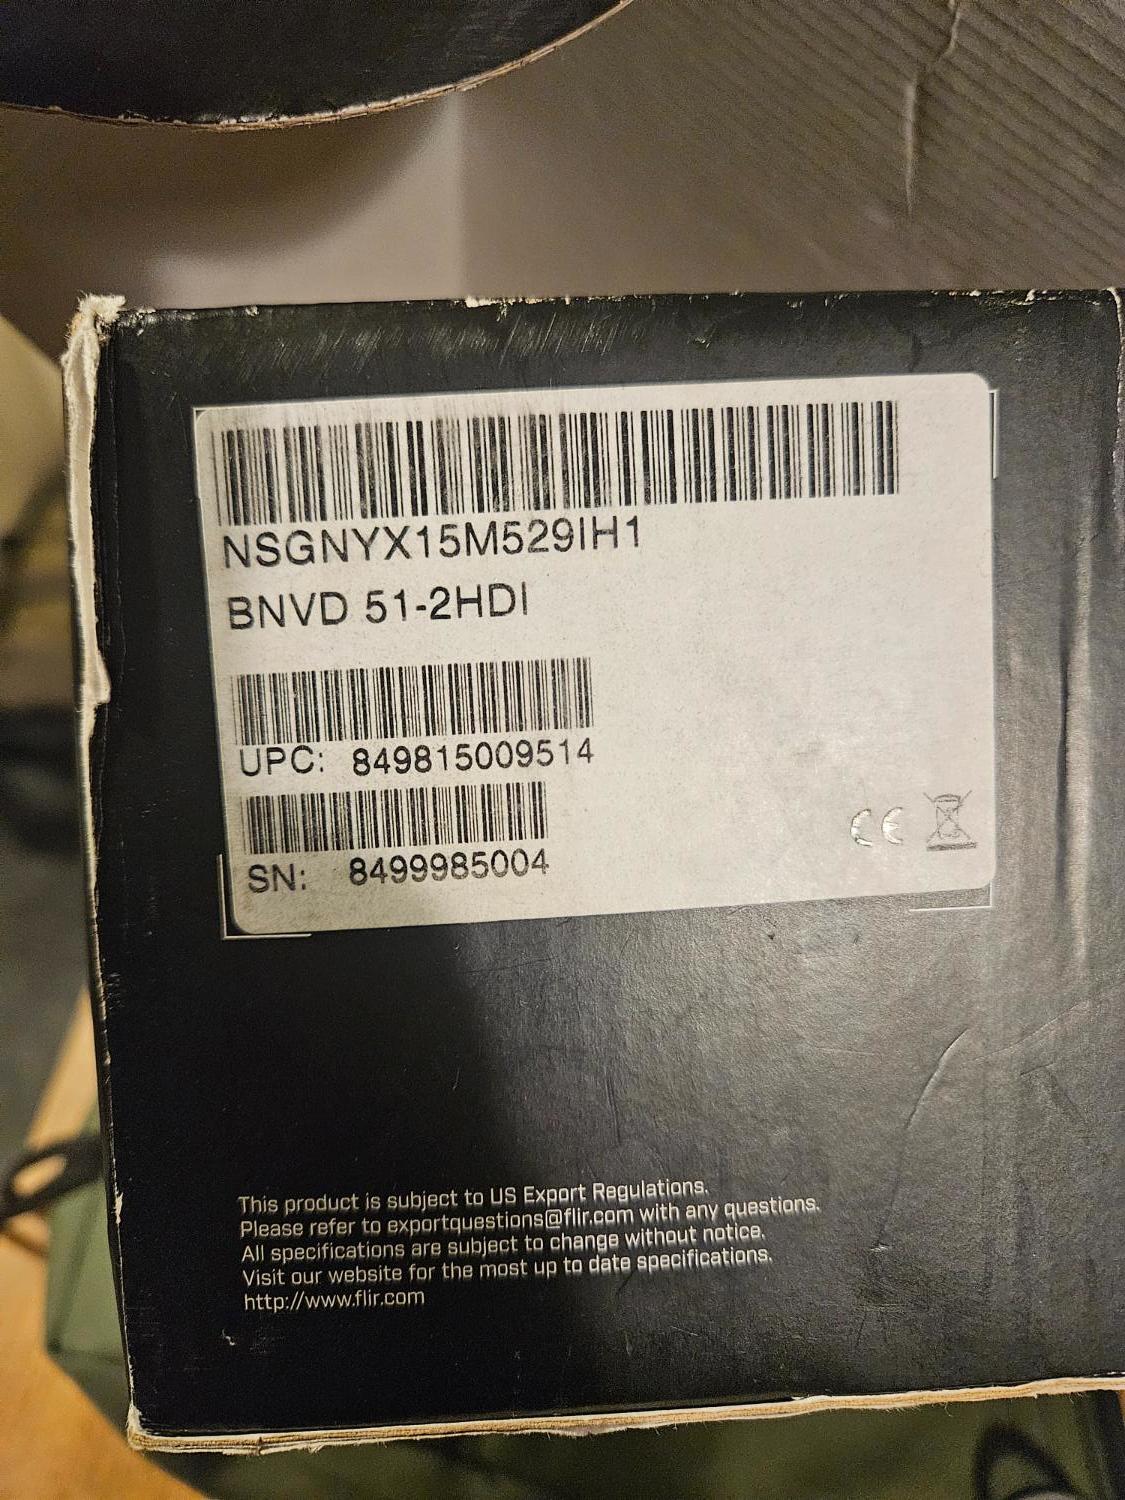 NSGNYX15M529IH1
BNVD 51-2HDI
UPC: 849815009514
SN: 8499985004
CE
This product is subject to US Export Regulations.
Please refer to exportquestions@flir.com with any questions.
All specifications are subject to change without notice.
Visit our website for the most up to date specifications.
http://www.flir.com